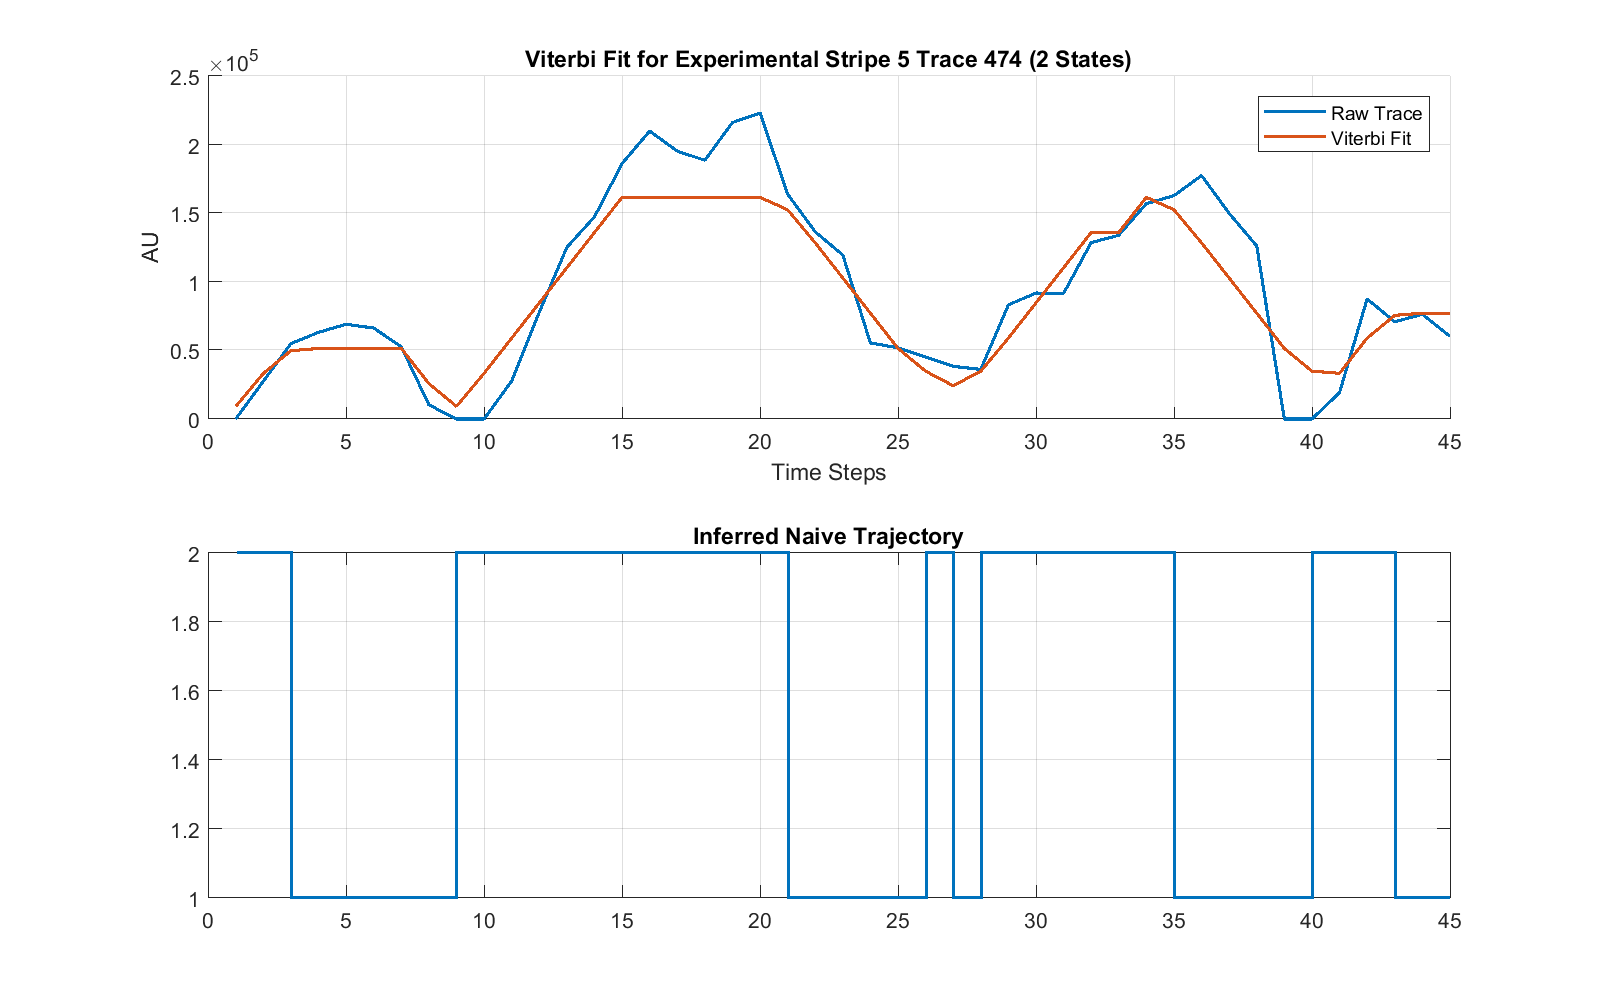 Viterbi Fit for Experimental Stripe 5 Trace 474 (2 States)
×10^5
2.5
2
1.5
1
0.5
0
AU
Raw Trace
Viterbi Fit
0 5 10 15 20 25 30 35 40 45
Time Steps
Inferred Naive Trajectory
2
1.8
1.6
1.4
1.2
1
0 5 10 15 20 25 30 35 40 45